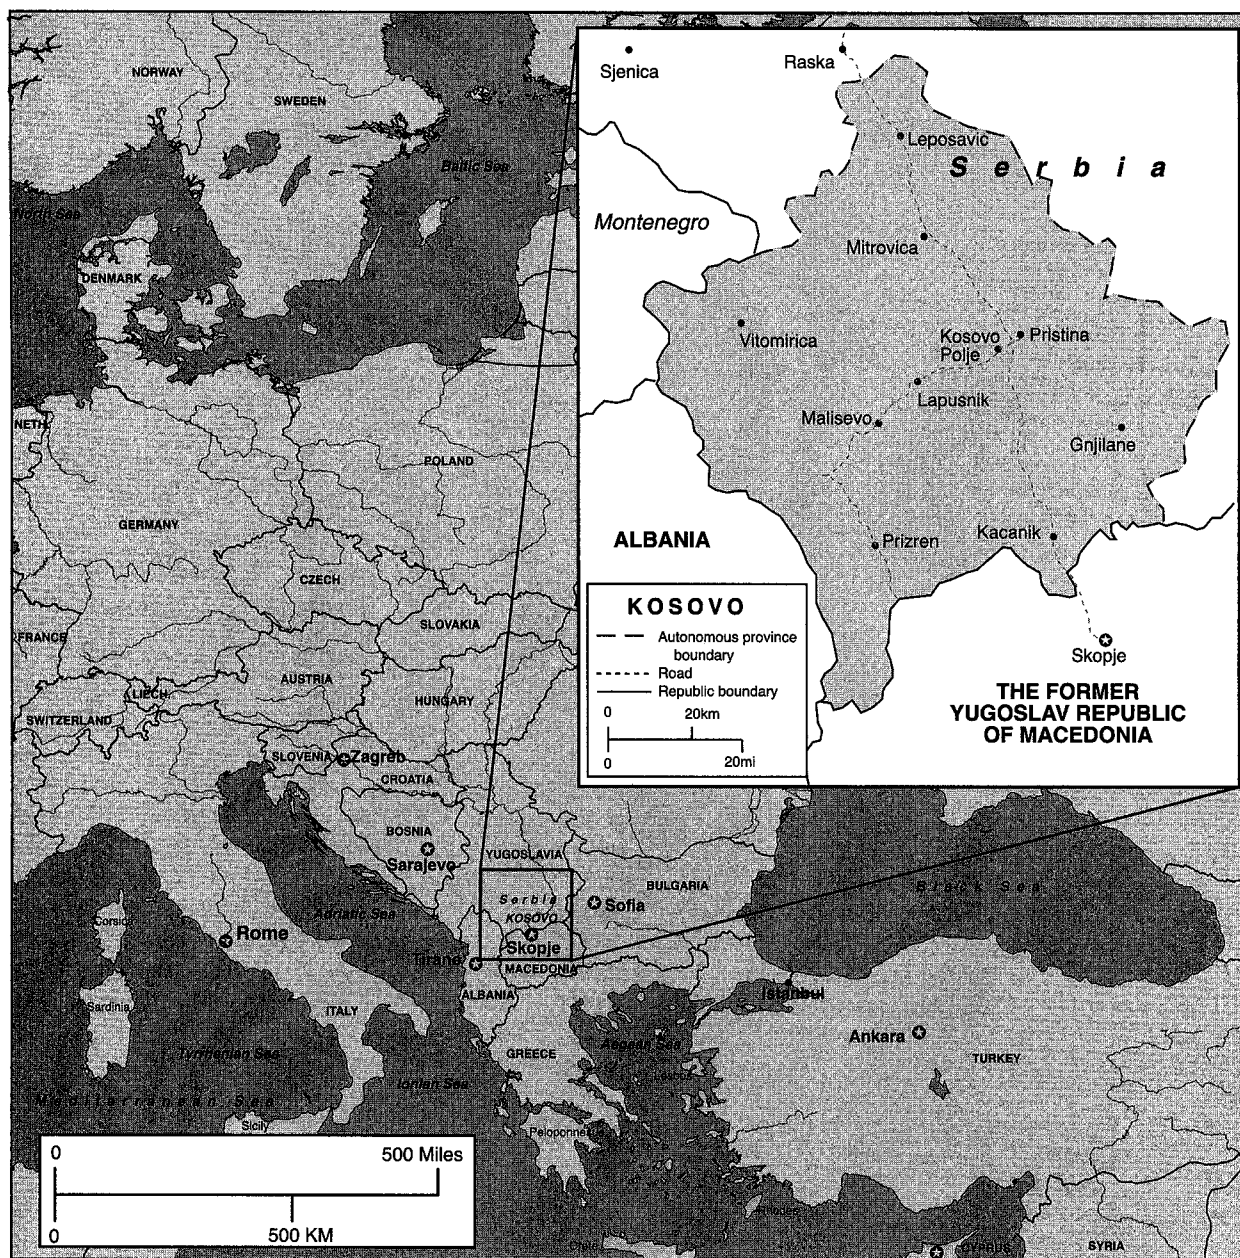 NORWAY
SWEDEN
Baltic Sea
North Sea
DENMARK
NETH.
POLAND
GERMANY
CZECH
SLOVAKIA
FRANCE
AUSTRIA
LIECH.
HUNGARY
SWITZERLAND
SLOVENIA
Zagreb
CROATIA
BOSNIA
Sarajevo
YUGOSLAVIA
Serbia
KOSOVO
BULGARIA
Sofia
Black Sea
Corsica
Adriatic Sea
Rome
Skopje
Tirane
MACEDONIA
ALBANIA
Istanbul
Sardinia
ITALY
Ankara
Aegean Sea
TURKEY
GREECE
Tyrrhenian Sea
Ionian Sea
Mediterranean Sea
Sicily
Peloponnes
Rhodes
CYPRUS
SYRIA
0
500 Miles
0
500 KM
Sjenica
Raska
Leposavic
Serbia
Montenegro
Mitrovica
Vitomirica
Kosovo
Polje
Pristina
Lapusnik
Malisevo
Gnjilane
ALBANIA
Prizren
Kacanik
Skopje
THE FORMER
YUGOSLAV REPUBLIC
OF MACEDONIA
KOSOVO
Autonomous province
boundary
Road
Republic boundary
0
20km
0
20mi